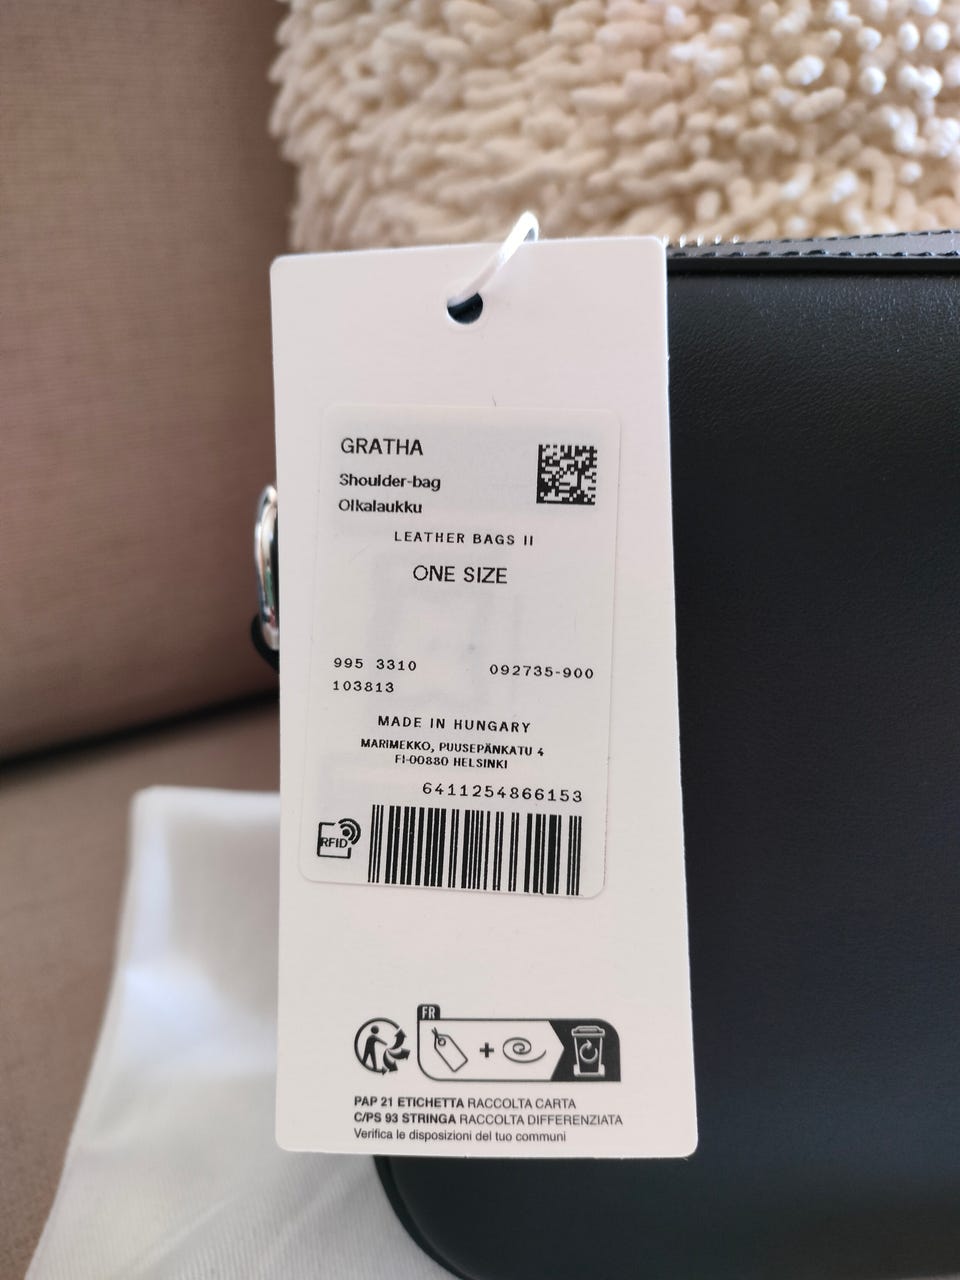 GRATHA
Shoulder-bag
Olkalaukku
LEATHER BAGS II
ONE SIZE
995 3310
092735-900
103813
MADE IN HUNGARY
MARIMEKKO, PUUSEPÄNKATU 4
FI-00880 HELSINKI
6411254866153
RFID
FR
PAP 21 ETICHETTA RACCOLTA CARTA
C/PS 93 STRINGA RACCOLTA DIFFERENZIATA
Verifica le disposizioni del tuo communi